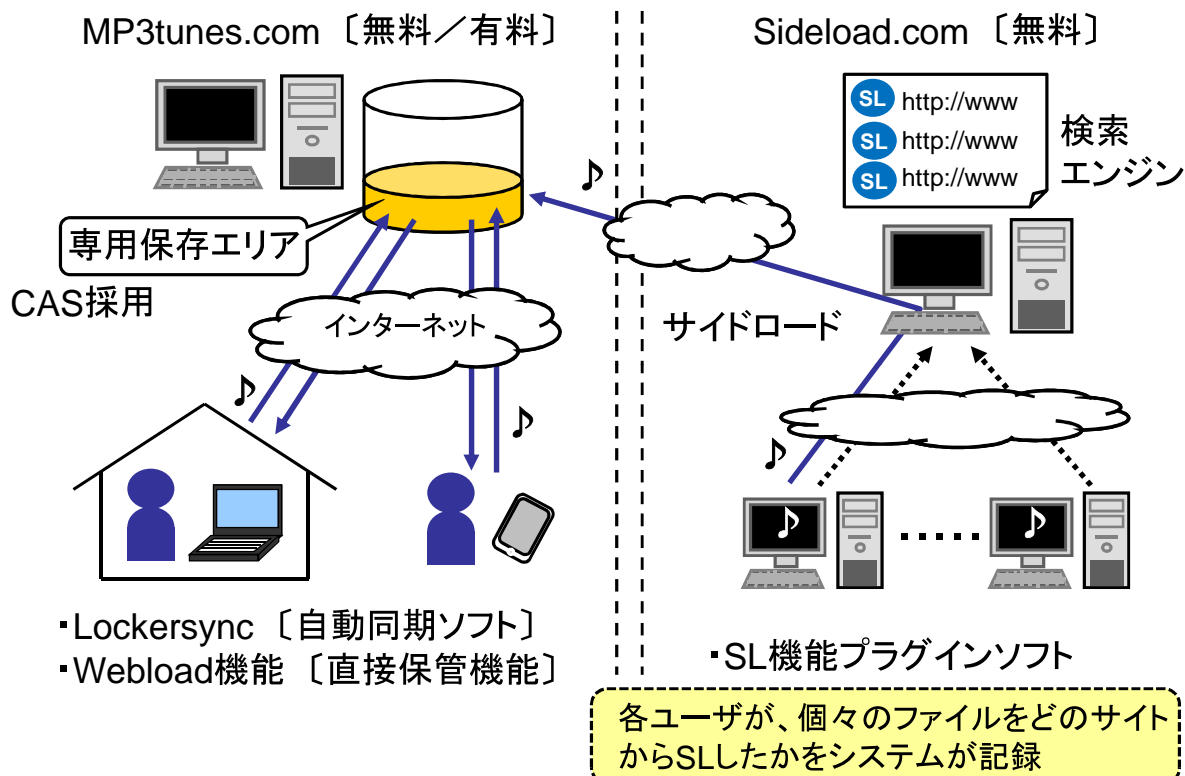 MP3tunes.com〔無料／有料〕
Sideload.com〔無料〕
SL http://www
SL http://www
SL http://www
検索
エンジン
専用保存エリア
CAS採用
インターネット
サイドロード
・Lockersync〔自動同期ソフト〕
・Webload機能〔直接保管機能〕
・SL機能プラグインソフト
各ユーザが、個々のファイルをどのサイト
からSLしたかをシステムが記録